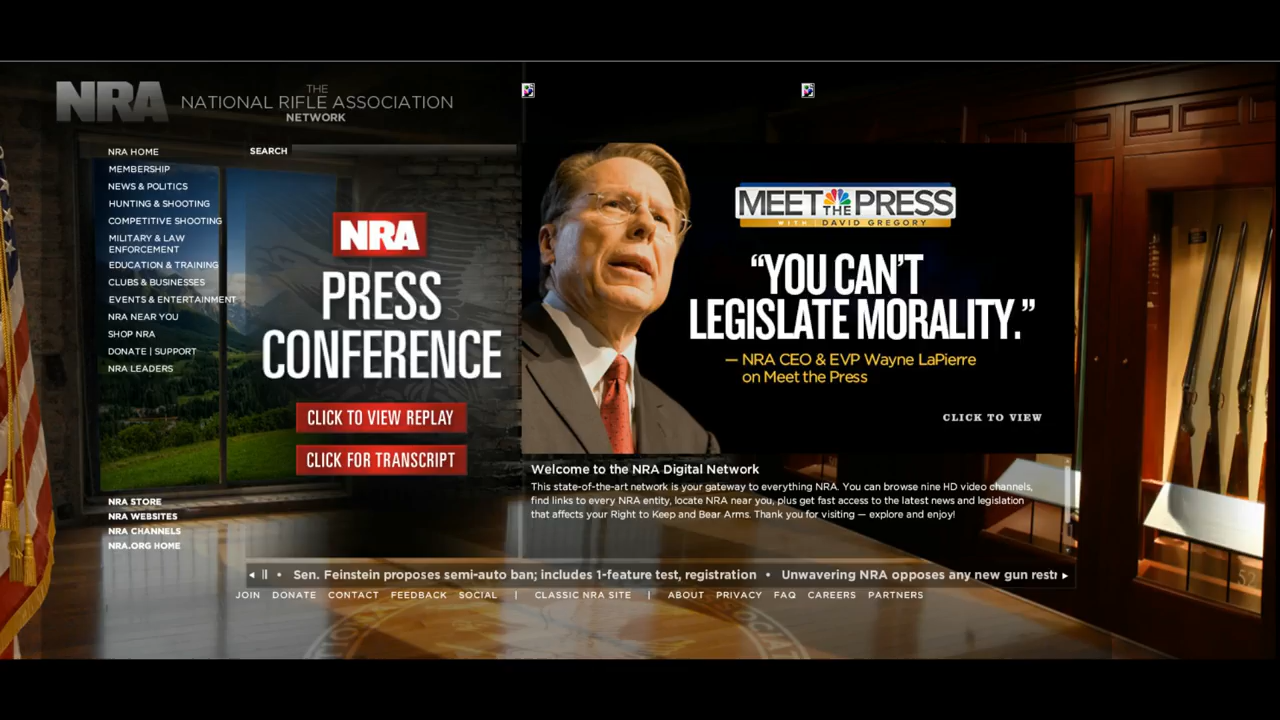 NRA
THE
NATIONAL RIFLE ASSOCIATION
NETWORK
NRA HOME
MEMBERSHIP
NEWS & POLITICS
HUNTING & SHOOTING
COMPETITIVE SHOOTING
MILITARY & LAW
ENFORCEMENT
EDUCATION & TRAINING
CLUBS & BUSINESSES
EVENTS & ENTERTAINMENT
NRA NEAR YOU
SHOP NRA
DONATE | SUPPORT
NRA LEADERS
NRA STORE
NRA WEBSITES
NRA CHANNELS
NRA.ORG HOME
SEARCH
NRA
PRESS
CONFERENCE
CLICK TO VIEW REPLAY
CLICK FOR TRANSCRIPT
MEET THE PRESS
WITH DAVID GREGORY
“YOU CAN’T
LEGISLATE MORALITY.”
— NRA CEO & EVP Wayne LaPierre
on Meet the Press
CLICK TO VIEW
Welcome to the NRA Digital Network
This state-of-the-art network is your gateway to everything NRA. You can browse nine HD video channels,
find links to every NRA entity, locate NRA near you, plus get fast access to the latest news and legislation
that affects your Right to Keep and Bear Arms. Thank you for visiting — explore and enjoy!
• Sen. Feinstein proposes semi-auto ban; includes 1-feature test, registration • Unwavering NRA opposes any new gun restr
JOIN DONATE CONTACT FEEDBACK SOCIAL | CLASSIC NRA SITE | ABOUT PRIVACY FAQ CAREERS PARTNERS
52